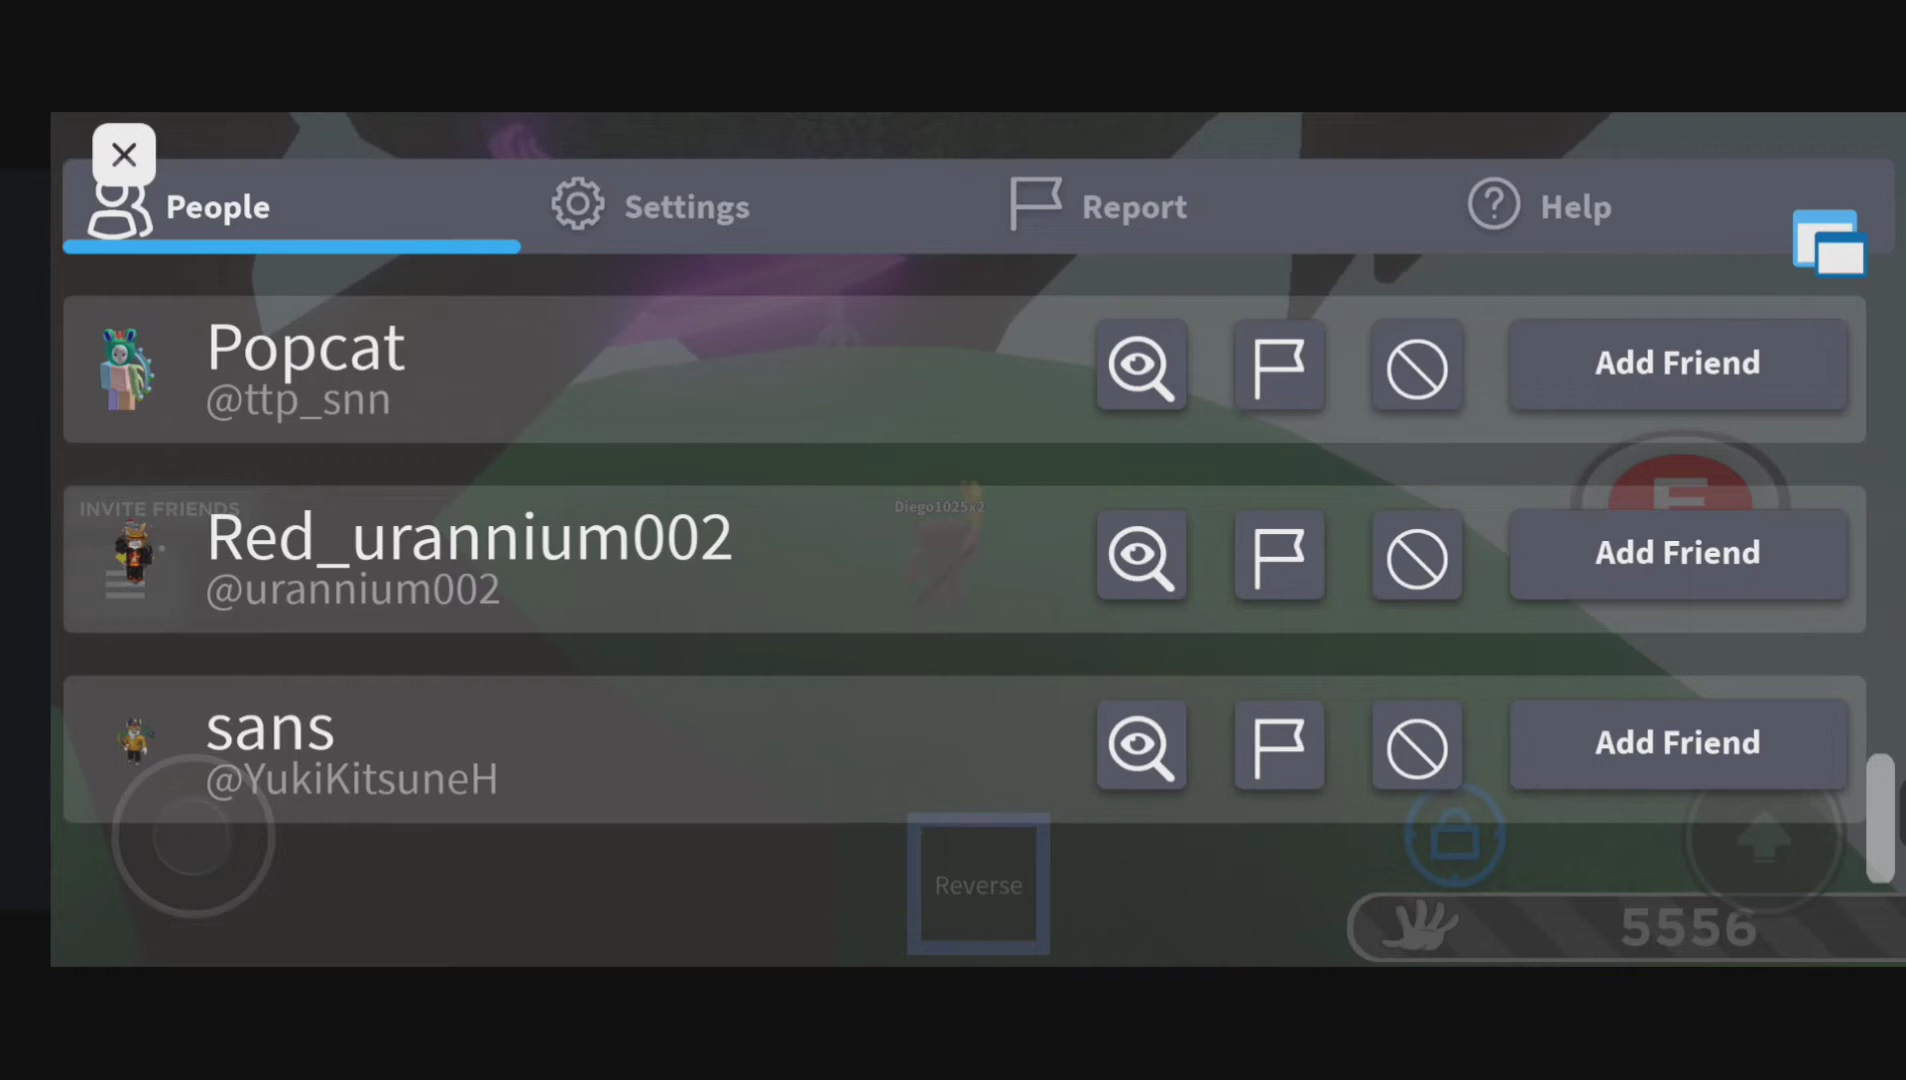 People
Settings
Report
Help
Popcat
@ttp_snn
Add Friend
INVITE FRIENDS
Diego1025x2
E
Red_urannium002
@urannium002
Add Friend
sans
@YukiKitsuneH
Add Friend
Reverse
5556